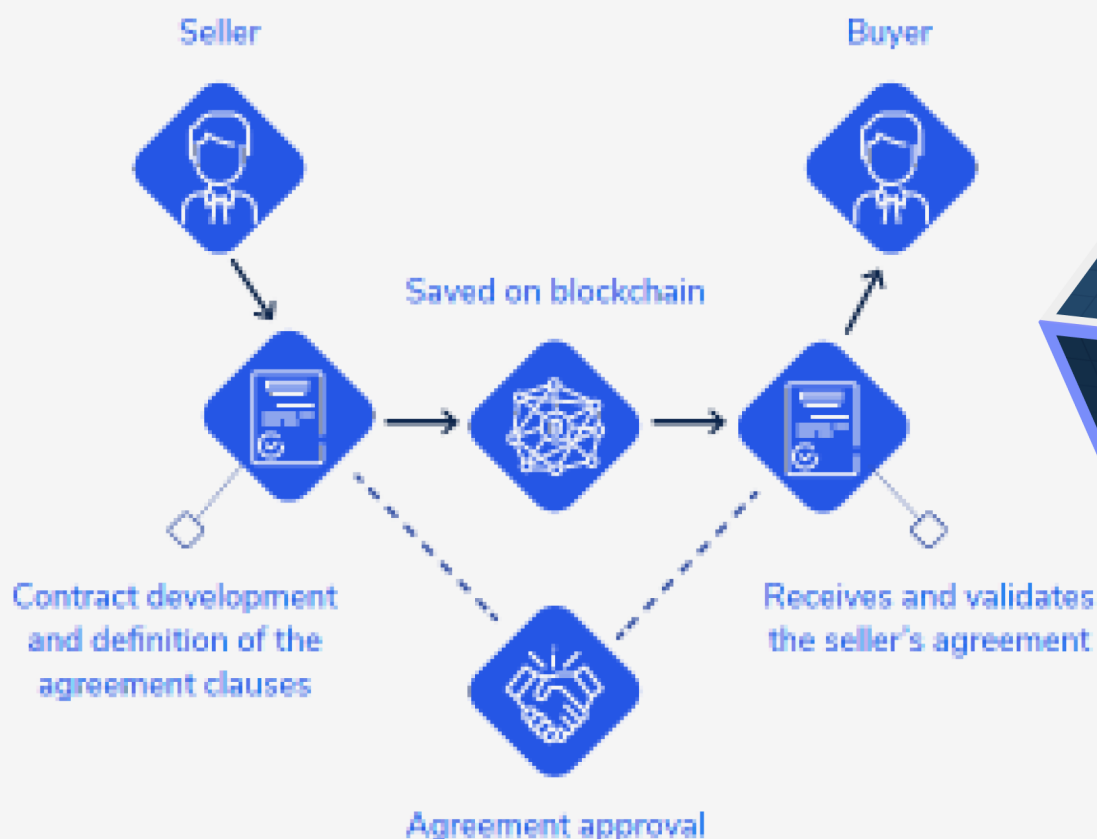 Seller
Buyer
Saved on blockchain
Contract development
and definition of the
agreement clauses
Receives and validates
the seller's agreement
Agreement approval